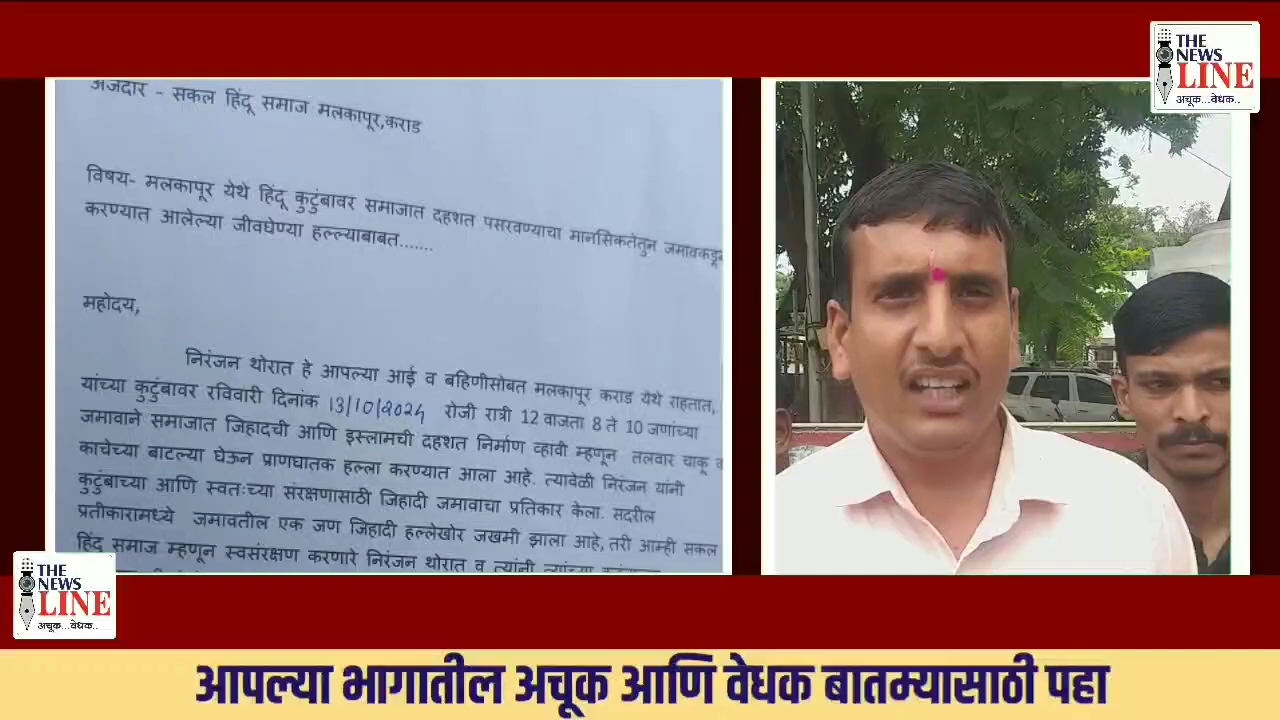 THE
NEWS
LINE
अचूक...वेधक..
अर्जदार - सकल हिंदू समाज मलकापूर,कराड
विषय- मलकापूर येथे हिंदू कुटुंबावर समाजात दहशत पसरवण्याचा मानसिकतेतुन जमावकडून
करण्यात आलेल्या जीवघेण्या हल्ल्याबाबत.......
महोदय,
निरंजन थोरात हे आपल्या आई व बहिणीसोबत मलकापूर कराड येथे राहतात,
यांच्या कुटुंबावर रविवारी दिनांक 13/10/2024 रोजी रात्री 12 वाजता 8 ते 10 जणांच्या
जमावाने समाजात जिहादची आणि इस्लामची दहशत निर्माण व्हावी म्हणून तलवार चाकू व
काचेच्या बाटल्या घेऊन प्राणघातक हल्ला करण्यात आला आहे. त्यावेळी निरंजन यांनी
कुटुंबाच्या आणि स्वतःच्या संरक्षणासाठी जिहादी जमावाचा प्रतिकार केला. सदरील
प्रतीकारामध्ये जमावतील एक जण जिहादी हल्लेखोर जखमी झाला आहे, तरी आम्ही सकल
हिंदू समाज म्हणून स्वसंरक्षण करणारे निरंजन थोरात व त्यांनी त्यांच्या
THE
NEWS
LINE
अचूक...वेधक..
आपल्या भागातील अचूक आणि वेधक बातम्यासाठी पहा